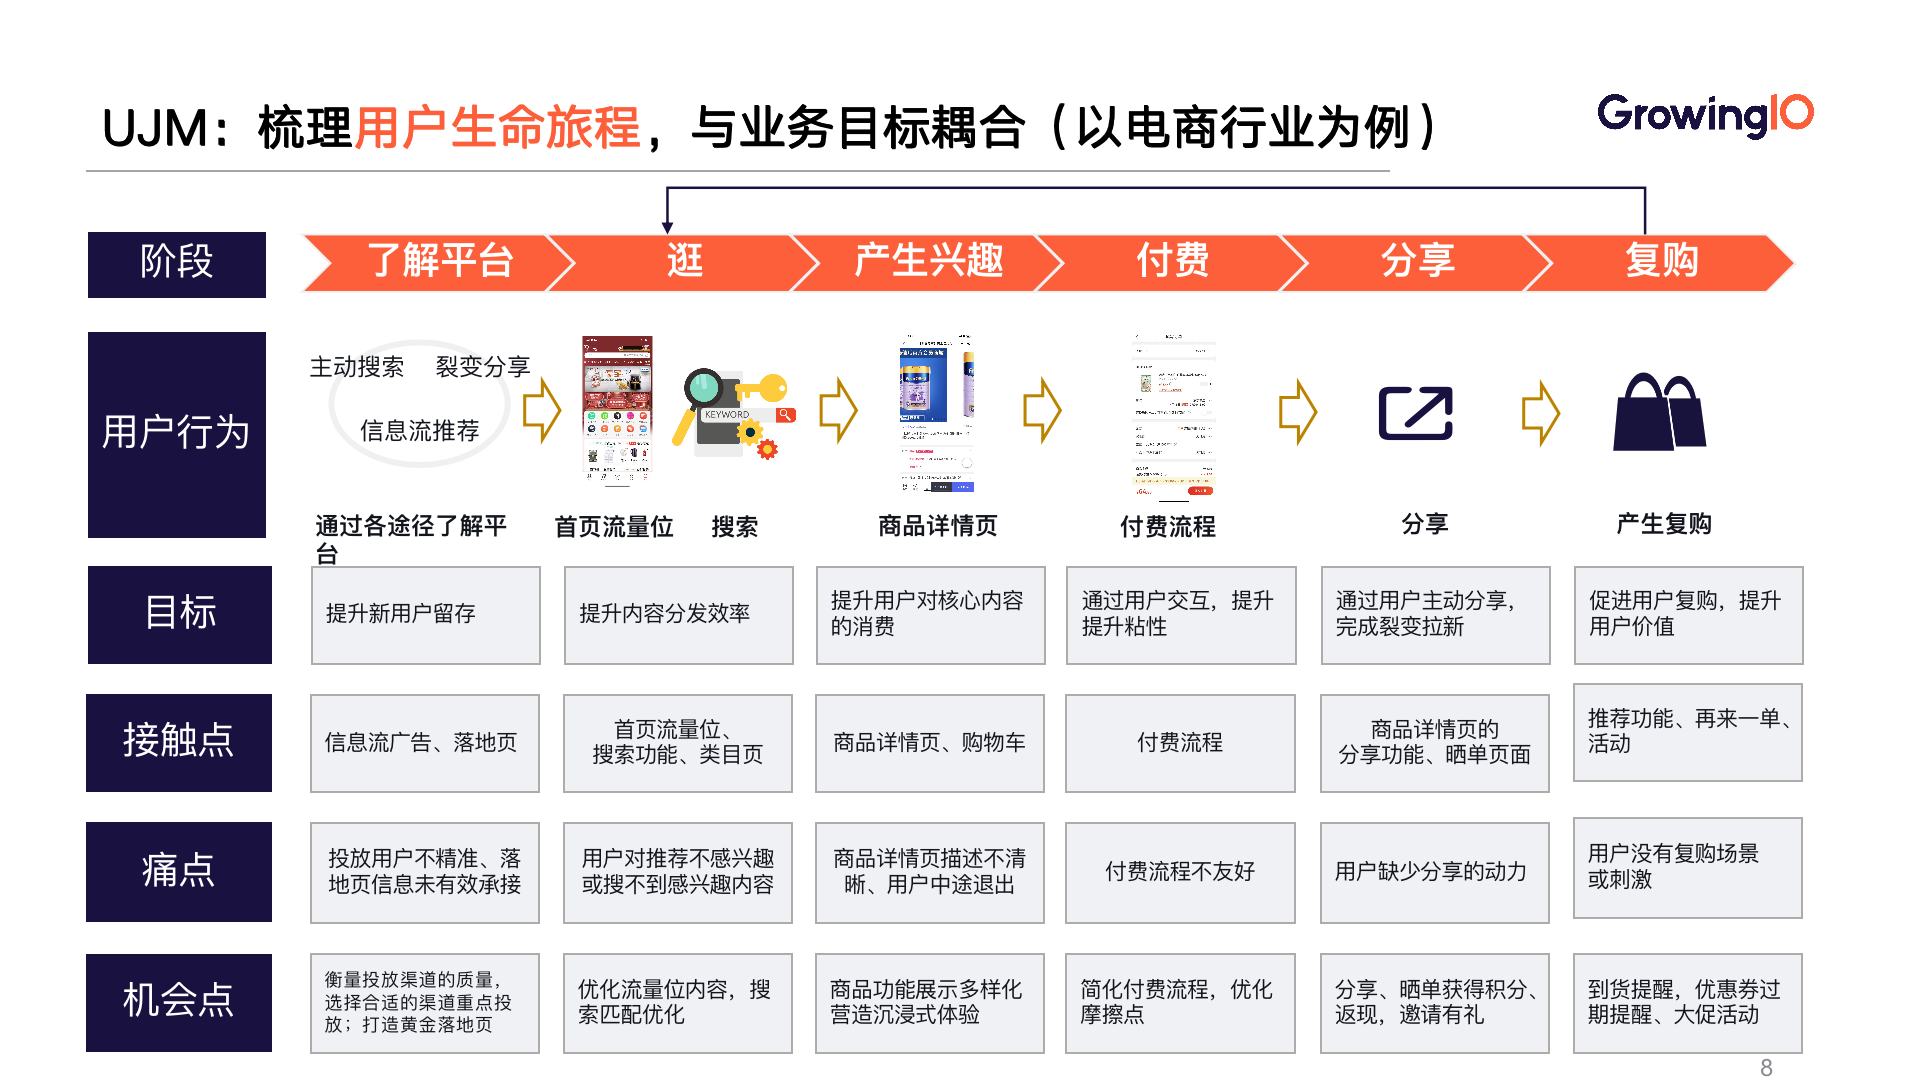 UJM：梳理用户生命旅程，与业务目标耦合（以电商行业为例）
GrowingIO
阶段
了解平台
逛
产生兴趣
付费
分享
复购
用户行为
主动搜索
裂变分享
信息流推荐
KEYWORD
通过各途径了解平
台
首页流量位
搜索
商品详情页
付费流程
分享
产生复购
目标
提升新用户留存
提升内容分发效率
提升用户对核心内容
的消费
通过用户交互，提升
提升粘性
通过用户主动分享，
完成裂变拉新
促进用户复购，提升
用户价值
接触点
信息流广告、落地页
首页流量位、
搜索功能、类目页
商品详情页、购物车
付费流程
商品详情页的
分享功能、晒单页面
推荐功能、再来一单、
活动
痛点
投放用户不精准、落
地页信息未有效承接
用户对推荐不感兴趣
或搜不到感兴趣内容
商品详情页描述不清
晰、用户中途退出
付费流程不友好
用户缺少分享的动力
用户没有复购场景
或刺激
机会点
衡量投放渠道的质量，
选择合适的渠道重点投
放；打造黄金落地页
优化流量位内容，搜
索匹配优化
商品功能展示多样化
营造沉浸式体验
简化付费流程，优化
摩擦点
分享、晒单获得积分、
返现，邀请有礼
到货提醒，优惠券过
期提醒、大促活动
8